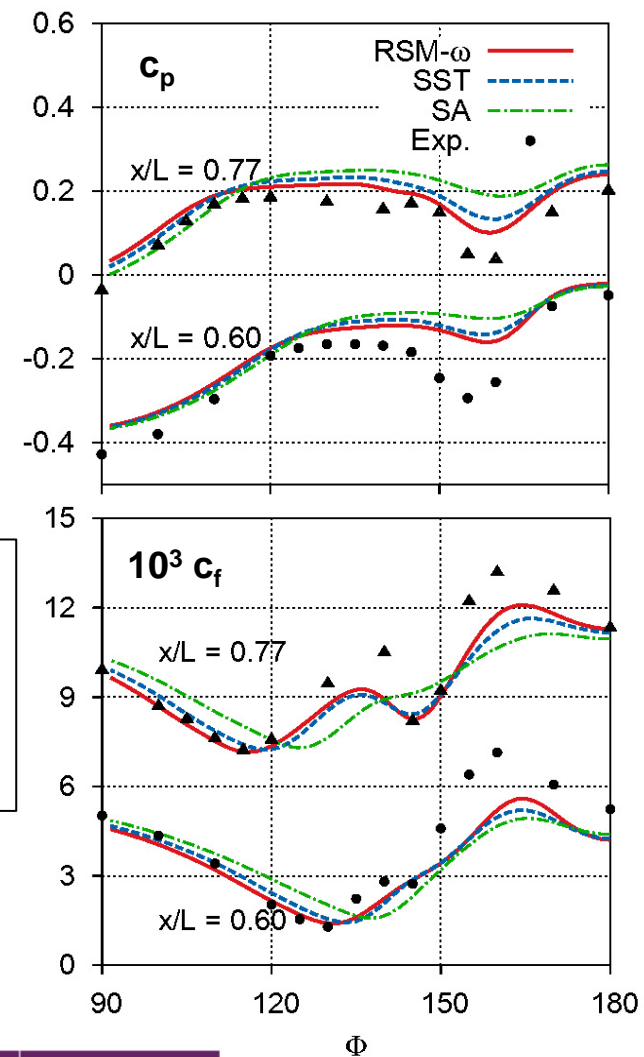 0.6
c_p
RSM-ω
SST
SA
Exp.
0.4
x/L = 0.77
0.2
0
x/L = 0.60
-0.2
-0.4
15
10³ c_f
12
x/L = 0.77
9
6
3
x/L = 0.60
0
90 120 150 180
Φ